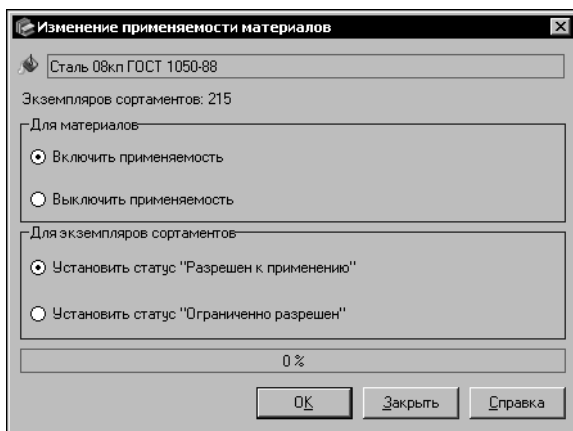 Изменение применяемости материалов
Сталь 08кп ГОСТ 1050-88
Экземпляров сортаментов: 215
Для материалов
Включить применяемость
Выключить применяемость
Для экземпляров сортаментов
Установить статус "Разрешен к применению"
Установить статус "Ограниченно разрешен"
0 %
OK Закрыть Справка